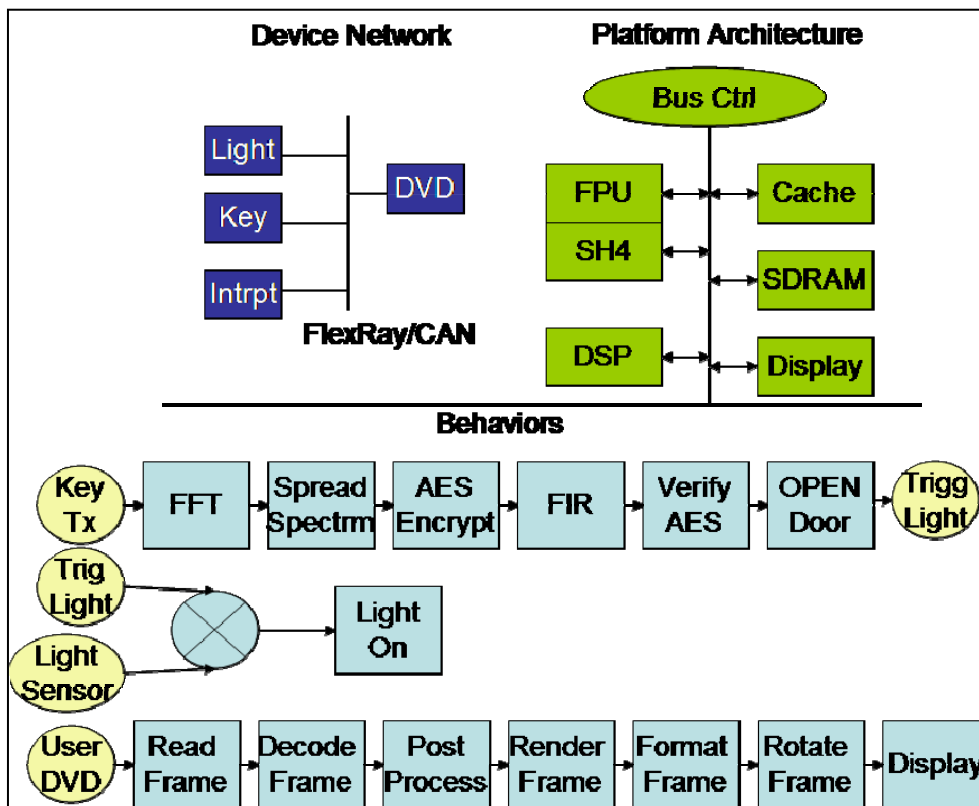 Device Network
Platform Architecture
Bus Ctrl
Light
Key
Intrpt
DVD
FlexRay/CAN
FPU
SH4
DSP
Cache
SDRAM
Display
Behaviors
Key
Tx
FFT
Spread
Spectrm
AES
Encrypt
FIR
Verify
AES
OPEN
Door
Trigg
Light
Trig
Light
Light
Sensor
Light
On
User
DVD
Read
Frame
Decode
Frame
Post
Process
Render
Frame
Format
Frame
Rotate
Frame
Display